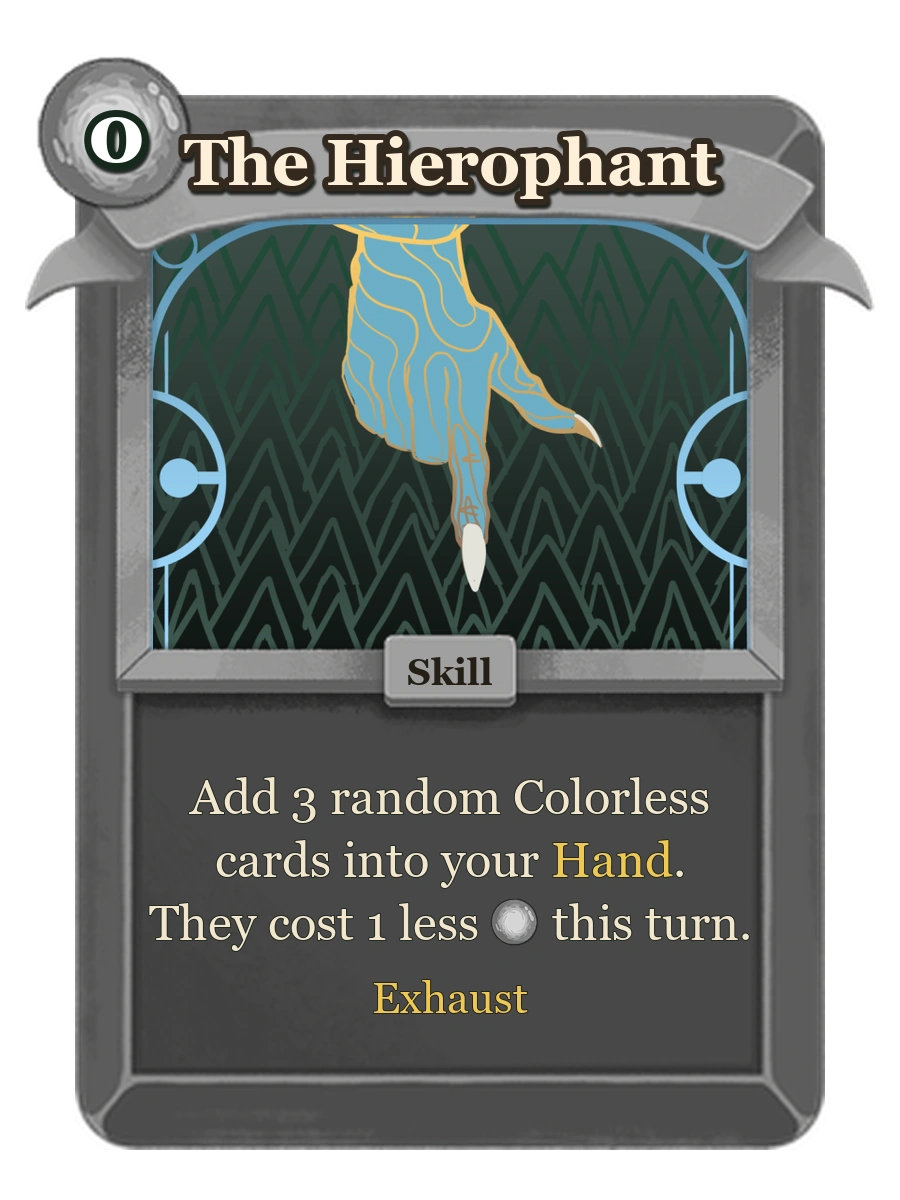 0
The Hierophant
Skill
Add 3 random Colorless
cards into your Hand.
They cost 1 less this turn.
Exhaust